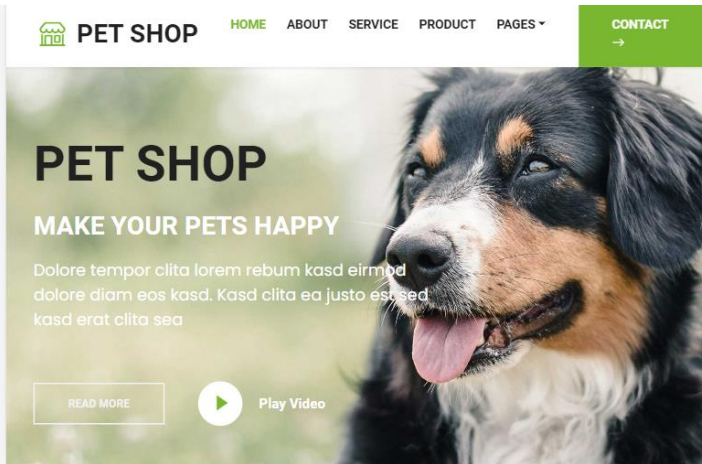 PET SHOP
HOME ABOUT SERVICE PRODUCT PAGES CONTACT
→
PET SHOP
MAKE YOUR PETS HAPPY
Dolore tempor clita lorem rebum kasd eirmod
dolore diam eos kasd. Kasd clita ea justo est sed
kasd erat clita sea
READ MORE
Play Video